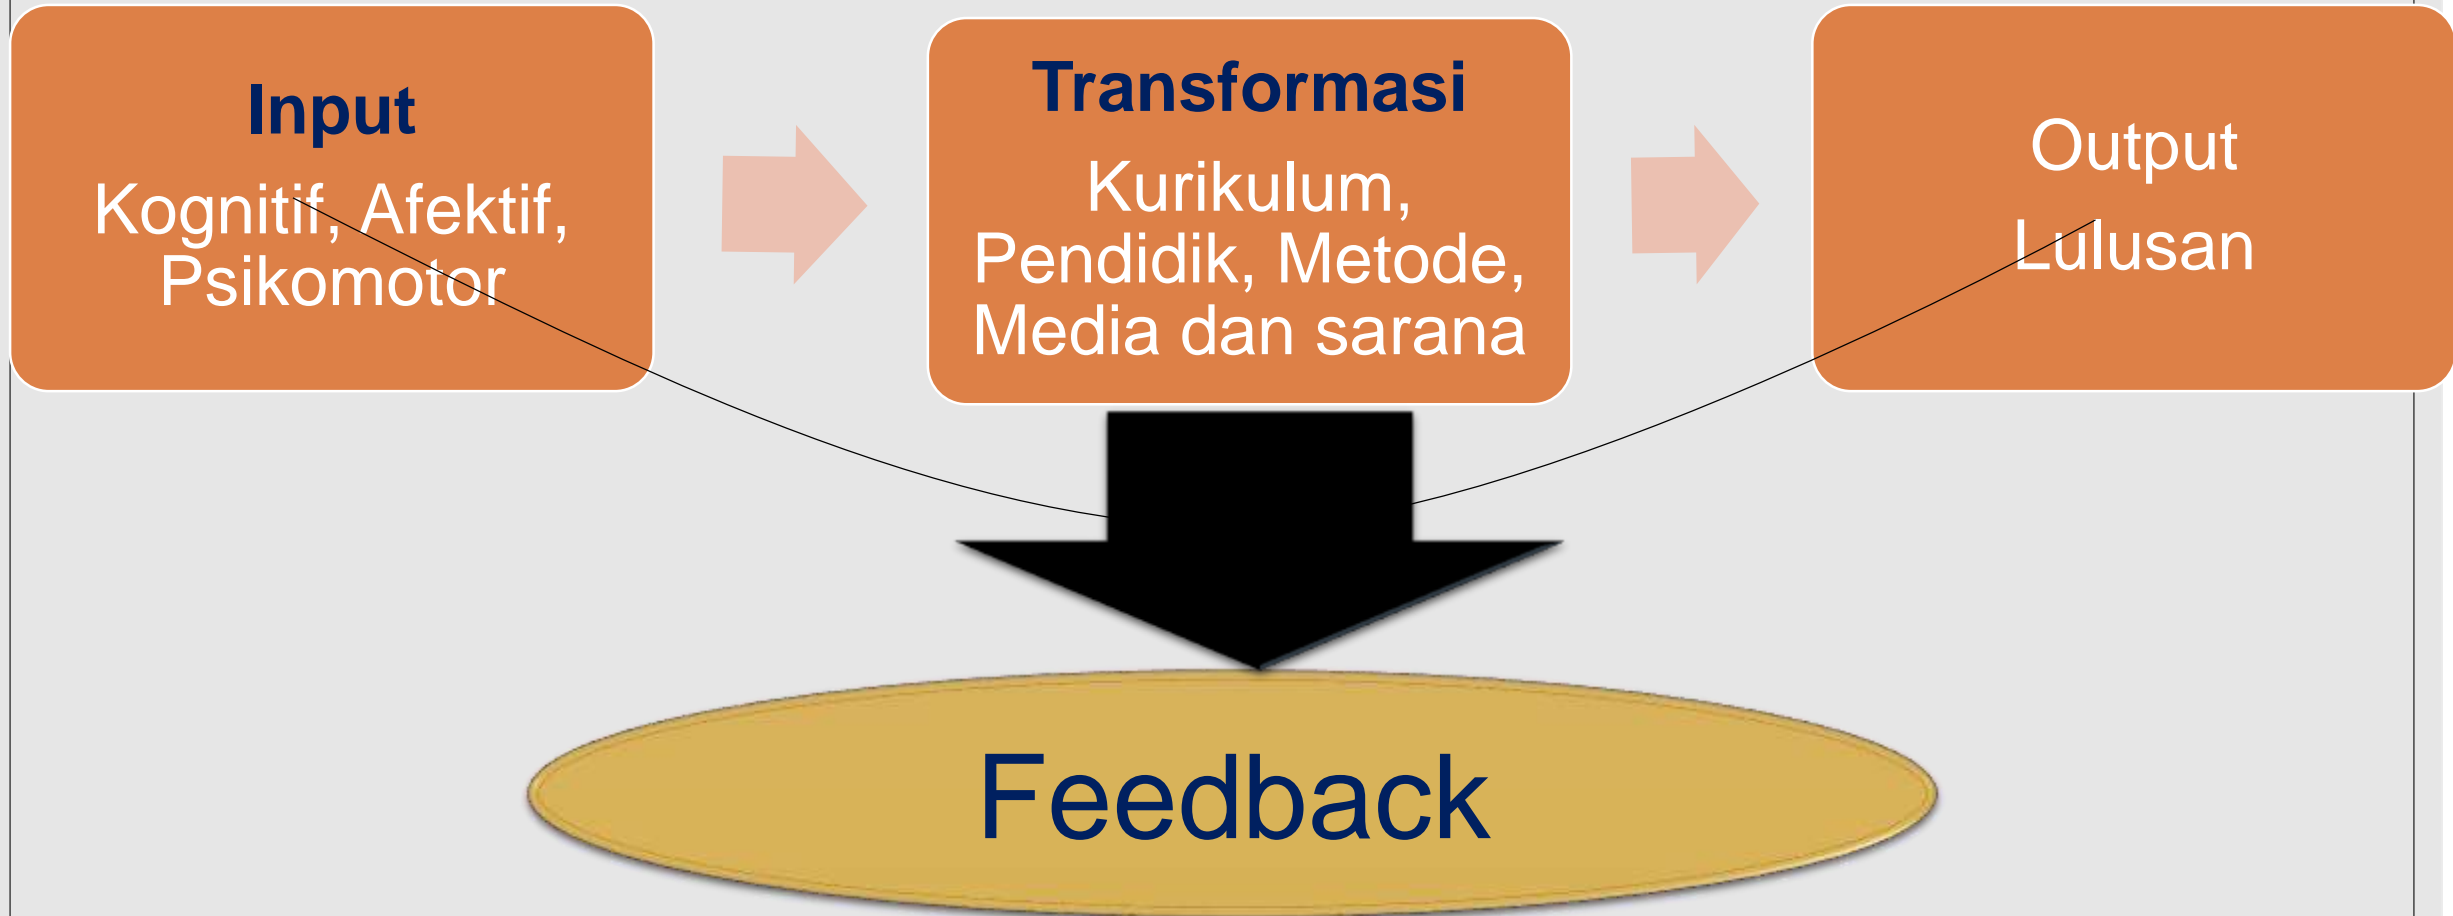 Input
Kognitif, Afektif,
Psikomotor
Transformasi
Kurikulum,
Pendidik, Metode,
Media dan sarana
Output
Lulusan
Feedback